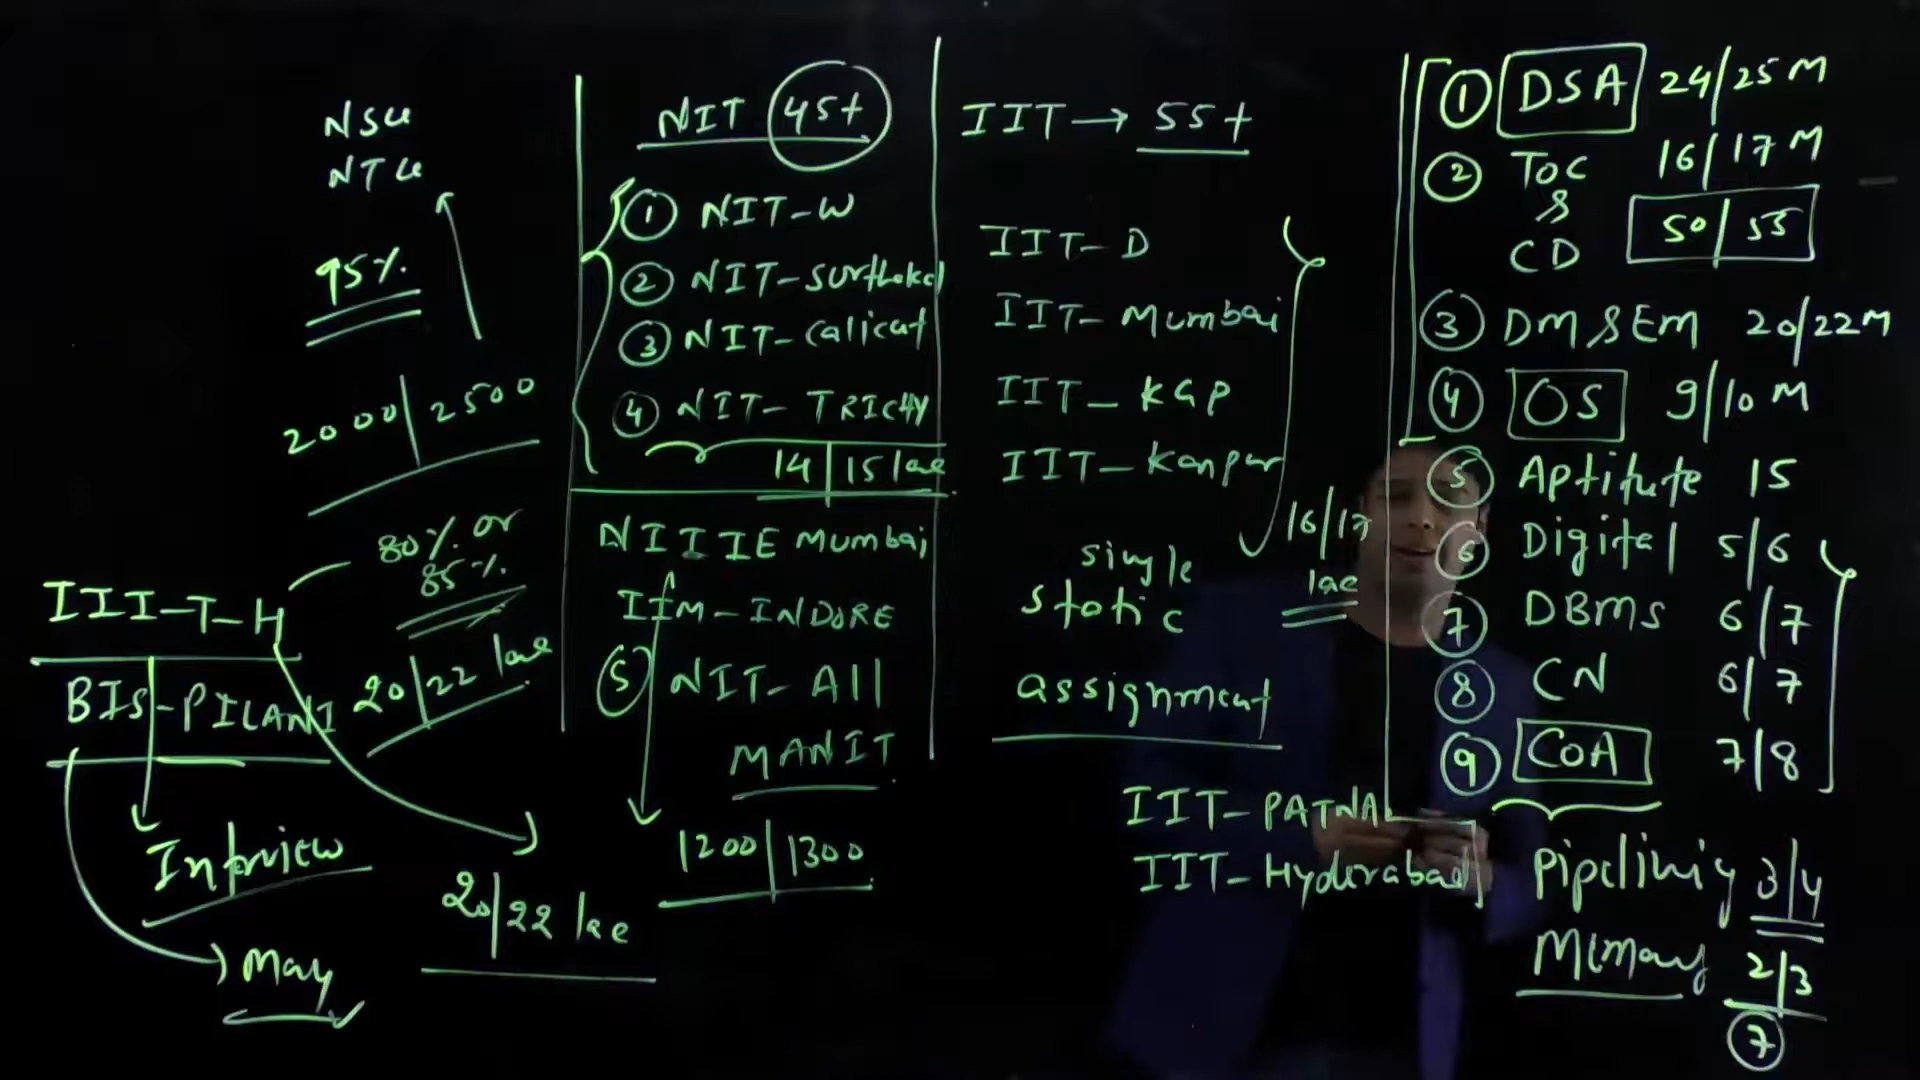 NSU
NTU
95%.
2000/2500
80%. or
85%.
III-T-H
20/22 lac
BIS-PILANI
Interview
May
20/22 lac
NIT 45+
1 NIT-W
2 NIT-Surthokal
3 NIT-Calicat
4 NIT-TRICHY
14/15 lac
NITIE Mumbai
IIM-INDORE
5 NIT-All
MANIT
1200/1300
IIT→55+
IIT-D
IIT-Mumbai
IIT-KGP
IIT-Kanpur
16/17
lac
single
static
assignment
IIT-PATNA
IIT-Hyderabad
1 DSA 24/25 M
2 TOC 16/17 M
&
CD 50/55
3 DM & EM 20/22 M
4 OS 9/10 M
5 Aptitute 15
6 Digital 5/6
7 DBMS 6/7
8 CN 6/7
9 COA 7/8
Pipelining 3/4
Memory 2/3
7